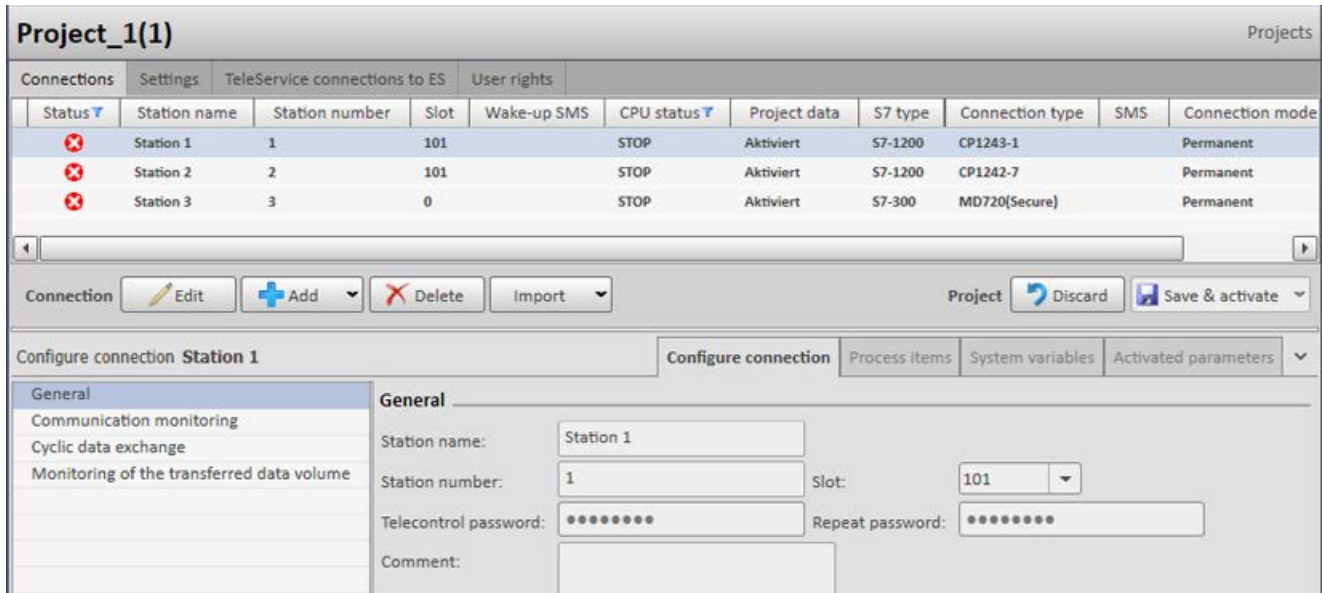 Project_1(1) Projects
Connections Settings TeleService connections to ES User rights
Status Station name Station number Slot Wake-up SMS CPU status Project data S7 type Connection type SMS Connection mode
Station 1 1 101 STOP Aktiviert S7-1200 CP1243-1 Permanent
Station 2 2 101 STOP Aktiviert S7-1200 CP1242-7 Permanent
Station 3 3 0 STOP Aktiviert S7-300 MD720(Secure) Permanent
Connection Edit Add Delete Import Project Discard Save & activate
Configure connection Station 1 Configure connection Process items System variables Activated parameters
General
Communication monitoring
Cyclic data exchange
Monitoring of the transferred data volume
General
Station name: Station 1
Station number: 1 Slot: 101
Telecontrol password: ●●●●●●●● Repeat password: ●●●●●●●●
Comment: